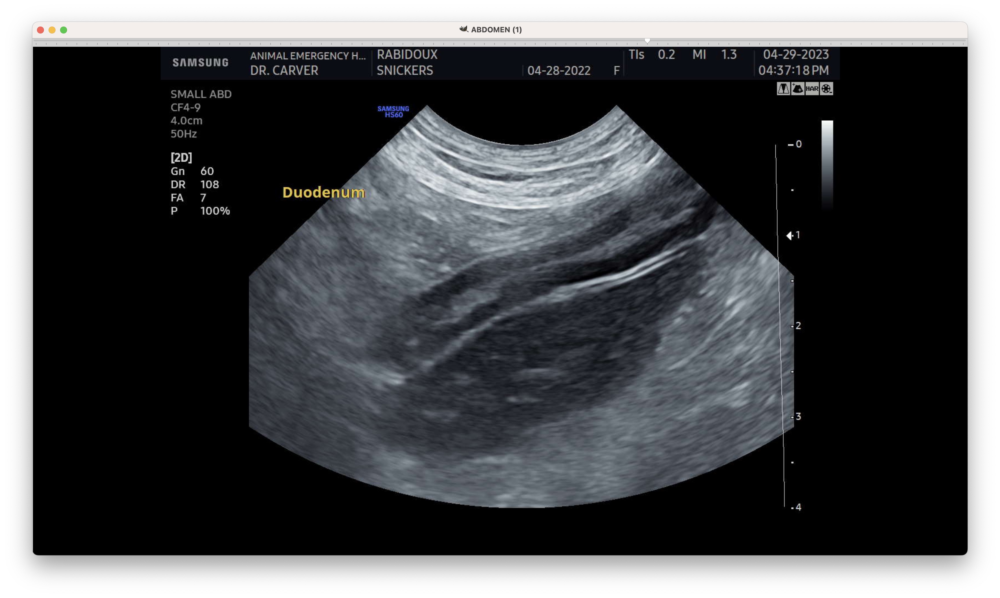 ABDOMEN (1)
SAMSUNG
ANIMAL EMERGENCY H...
DR. CARVER
RABIDOUX
SNICKERS
04-28-2022
F
TIs 0.2 MI 1.3
04-29-2023
04:37:18 PM
HAR
SMALL ABD
CF4-9
4.0cm
50Hz
[2D]
Gn 60
DR 108
FA 7
P 100%
SAMSUNG
HS60
Duodenum
0
1
2
3
4